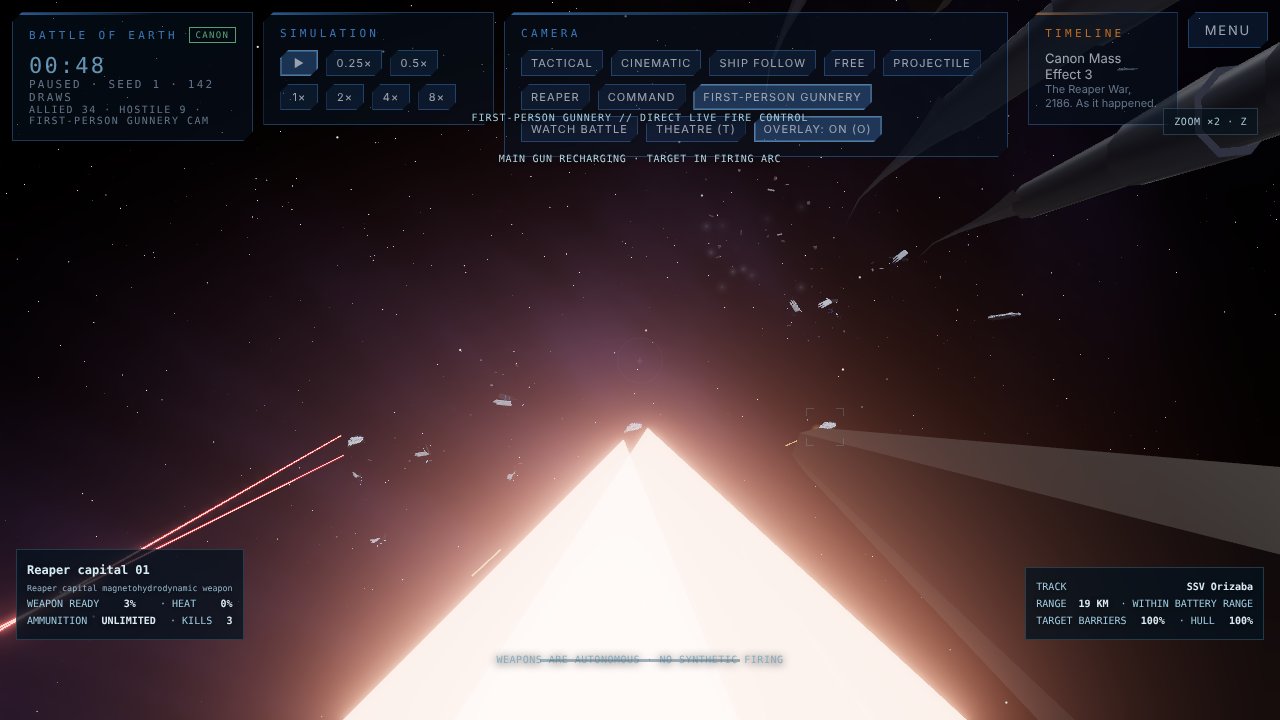 BATTLE OF EARTH CANON
00:48
PAUSED · SEED 1 · 142
DRAWS
ALLIED 34 · HOSTILE 9 ·
FIRST-PERSON GUNNERY CAM
SIMULATION
▶ 0.25× 0.5×
1× 2× 4× 8×
CAMERA
TACTICAL CINEMATIC SHIP FOLLOW FREE PROJECTILE
REAPER COMMAND FIRST-PERSON GUNNERY
FIRST-PERSON GUNNERY // DIRECT LIVE FIRE CONTROL
WATCH BATTLE THEATRE (T) OVERLAY: ON (O)
MAIN GUN RECHARGING · TARGET IN FIRING ARC
TIMELINE
Canon Mass
Effect 3
The Reaper War,
2186. As it happened.
MENU
ZOOM ×2 · Z
Reaper capital 01
Reaper capital magnetohydrodynamic weapon
WEAPON READY 3% · HEAT 0%
AMMUNITION UNLIMITED · KILLS 3
TRACK SSV Orizaba
RANGE 19 KM · WITHIN BATTERY RANGE
TARGET BARRIERS 100% · HULL 100%
WEAPONS ARE AUTONOMOUS · NO SYNTHETIC FIRING